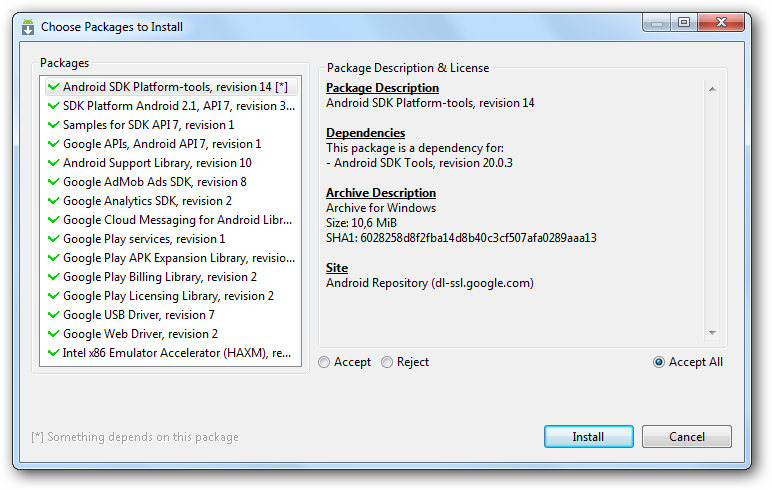 Choose Packages to Install
Packages
Android SDK Platform-tools, revision 14 [*]
SDK Platform Android 2.1, API 7, revision 3...
Samples for SDK API 7, revision 1
Google APIs, Android API 7, revision 1
Android Support Library, revision 10
Google AdMob Ads SDK, revision 8
Google Analytics SDK, revision 2
Google Cloud Messaging for Android Libr...
Google Play services, revision 1
Google Play APK Expansion Library, revisio...
Google Play Billing Library, revision 2
Google Play Licensing Library, revision 2
Google USB Driver, revision 7
Google Web Driver, revision 2
Intel x86 Emulator Accelerator (HAXM), re...
Package Description & License
Package Description
Android SDK Platform-tools, revision 14
Dependencies
This package is a dependency for:
- Android SDK Tools, revision 20.0.3
Archive Description
Archive for Windows
Size: 10,6 MiB
SHA1: 6028258d8f2fba14d8b40c3cf507afa0289aaa13
Site
Android Repository (dl-ssl.google.com)
Accept
Reject
Accept All
[*] Something depends on this package
Install
Cancel